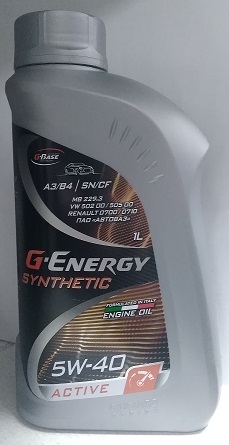 G-BASE
A3/B4 | SN/CF
MB 229.3
VW 502 00 / 505 00
RENAULT 0700 / 0710
ПАО «АВТОВАЗ»
1L
G-ENERGY
SYNTHETIC
FORMULATED IN ITALY
ENGINE OIL
5W-40
ACTIVE